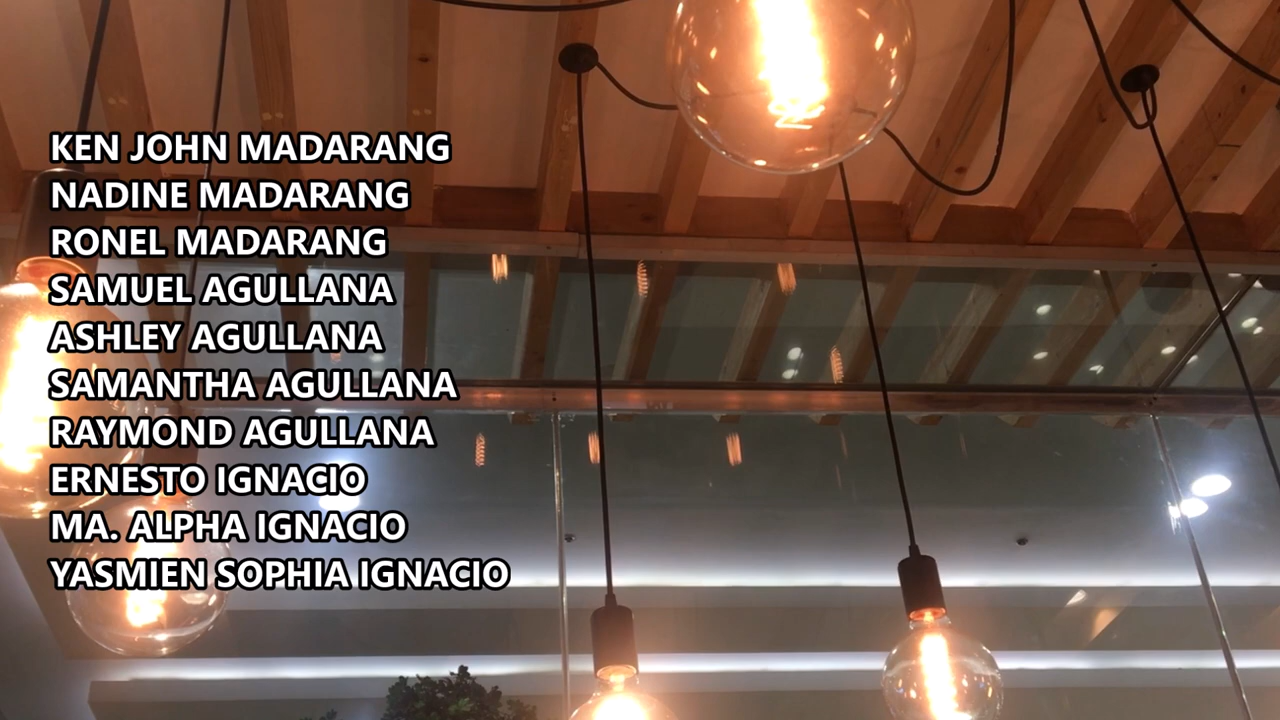 KEN JOHN MADARANG
NADINE MADARANG
RONEL MADARANG
SAMUEL AGULLANA
ASHLEY AGULLANA
SAMANTHA AGULLANA
RAYMOND AGULLANA
ERNESTO IGNACIO
MA. ALPHA IGNACIO
YASMIEN SOPHIA IGNACIO